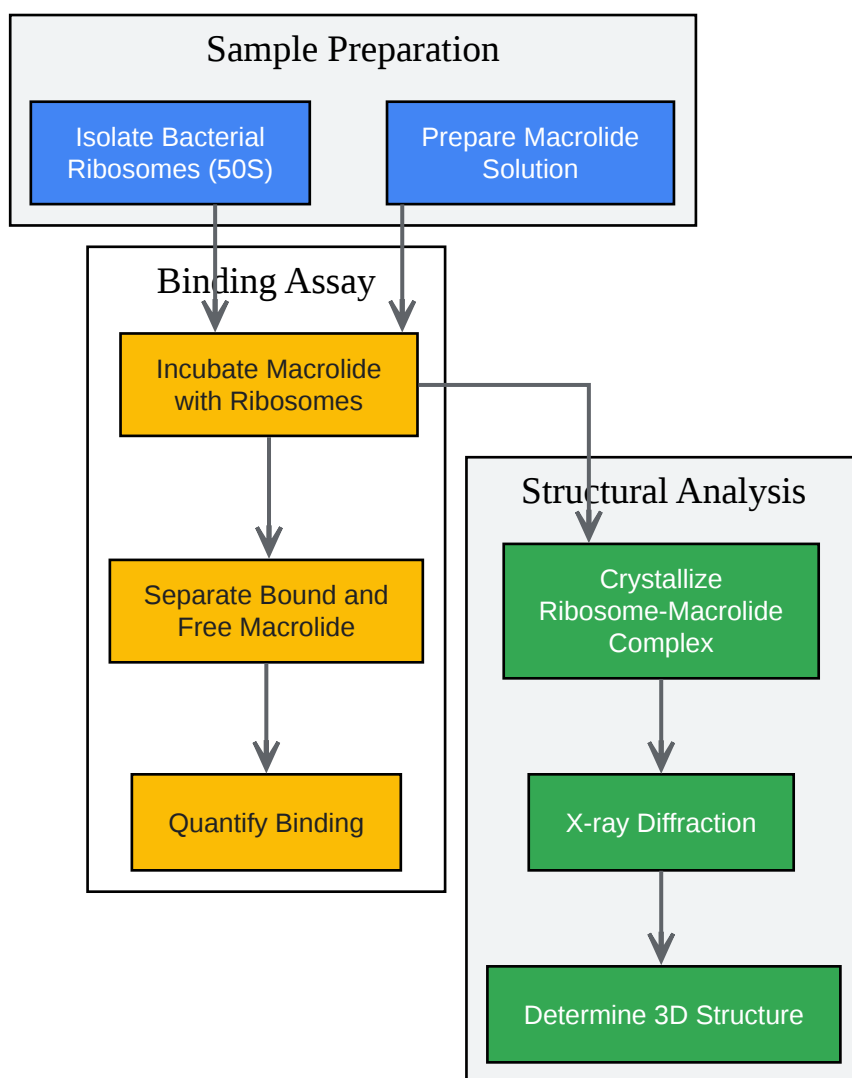 Sample Preparation
Isolate Bacterial
Ribosomes (50S)
Prepare Macrolide
Solution
Binding Assay
Incubate Macrolide
with Ribosomes
Separate Bound and
Free Macrolide
Quantify Binding
Structural Analysis
Crystallize
Ribosome-Macrolide
Complex
X-ray Diffraction
Determine 3D Structure